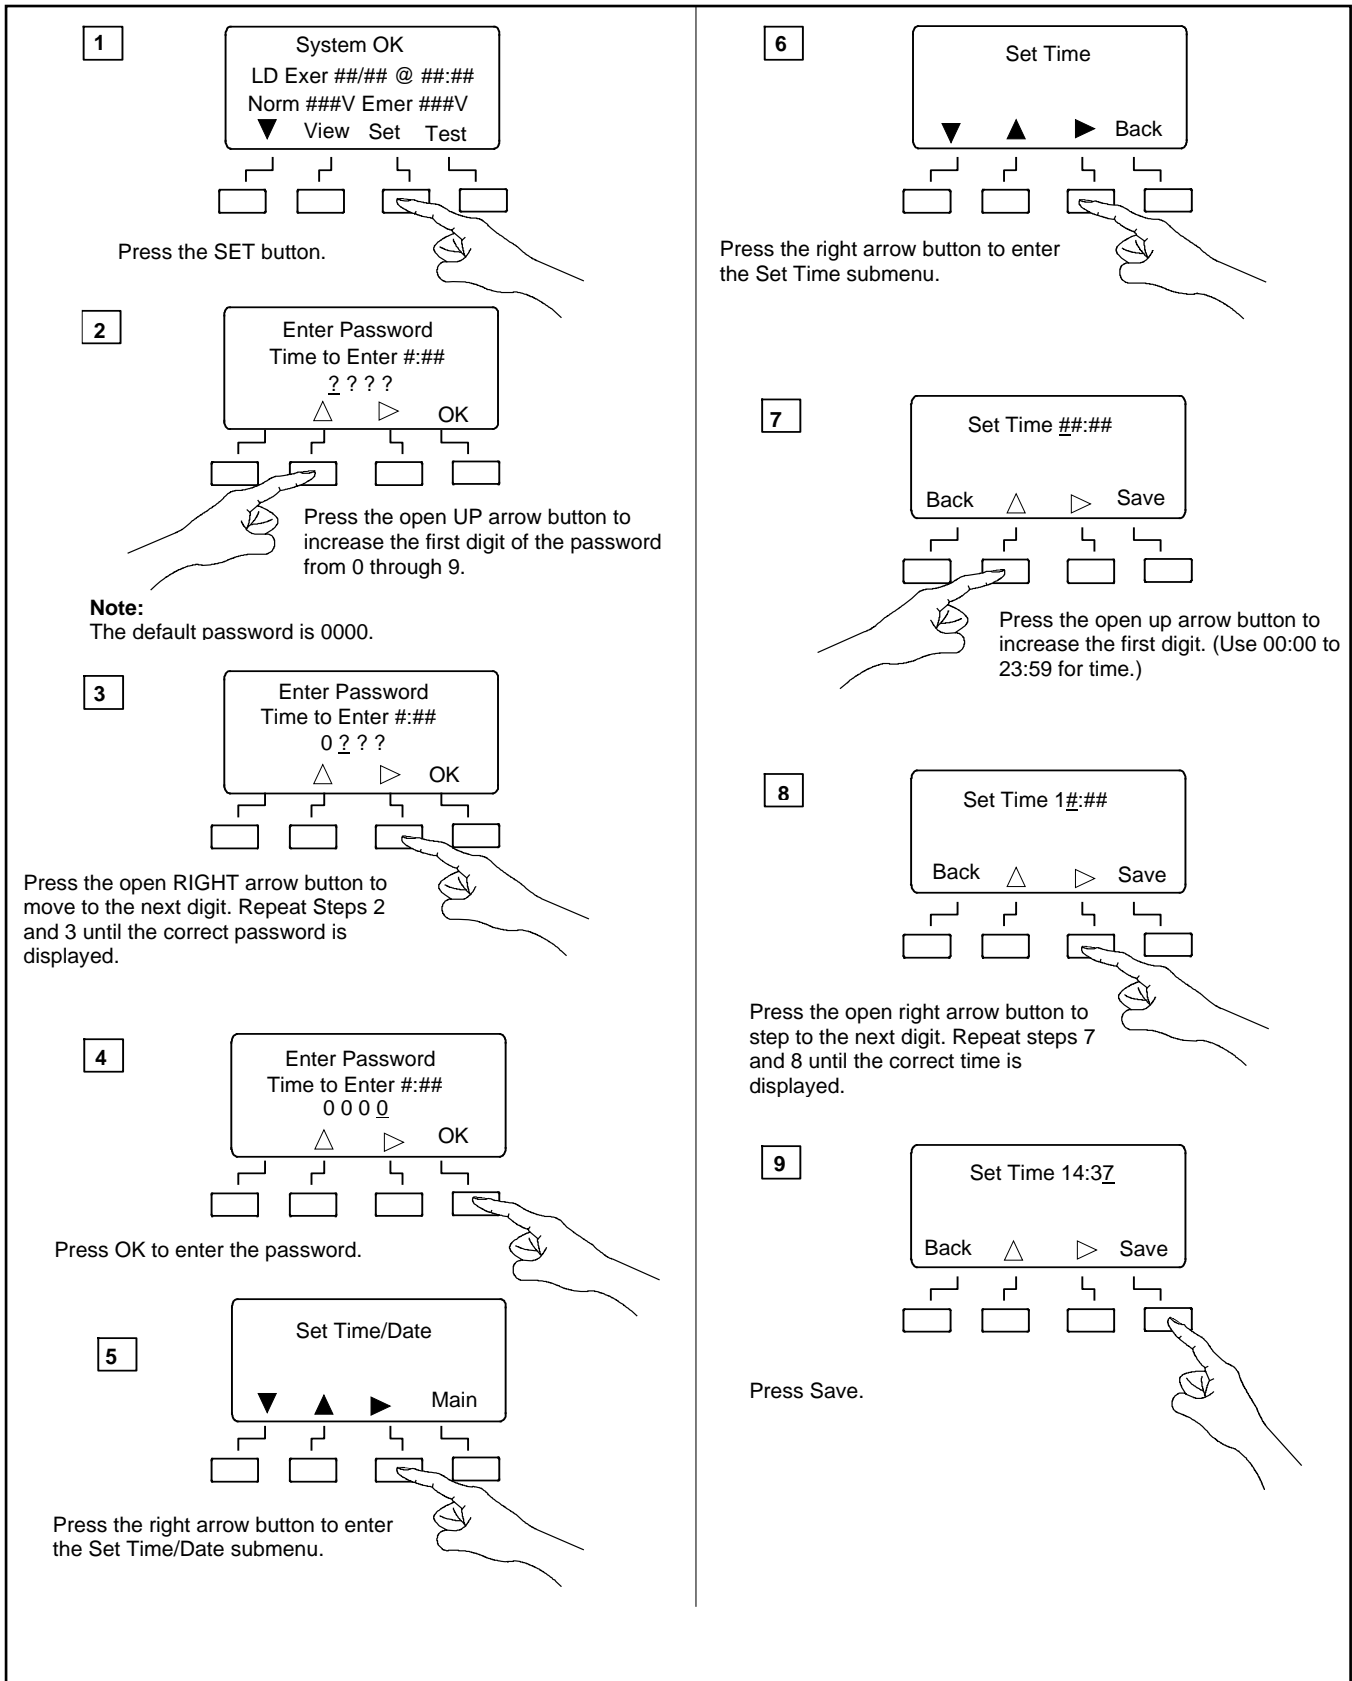 1
System OK
LD Exer ##/## @ ##:##
Norm ###V Emer ###V
▼ View Set Test
Press the SET button.
2
Enter Password
Time to Enter #:##
? ? ? ?
△ ▷ OK
Press the open UP arrow button to
increase the first digit of the password
from 0 through 9.
Note:
The default password is 0000.
3
Enter Password
Time to Enter #:##
0 ? ? ?
△ ▷ OK
Press the open RIGHT arrow button to
move to the next digit. Repeat Steps 2
and 3 until the correct password is
displayed.
4
Enter Password
Time to Enter #:##
0 0 0 0
△ ▷ OK
Press OK to enter the password.
5
Set Time/Date
▼ ▲ ▶ Main
Press the right arrow button to enter
the Set Time/Date submenu.
6
Set Time
▼ ▲ ▶ Back
Press the right arrow button to enter
the Set Time submenu.
7
Set Time ##:##
Back △ ▷ Save
Press the open up arrow button to
increase the first digit. (Use 00:00 to
23:59 for time.)
8
Set Time 1#:##
Back △ ▷ Save
Press the open right arrow button to
step to the next digit. Repeat steps 7
and 8 until the correct time is
displayed.
9
Set Time 14:37
Back △ ▷ Save
Press Save.